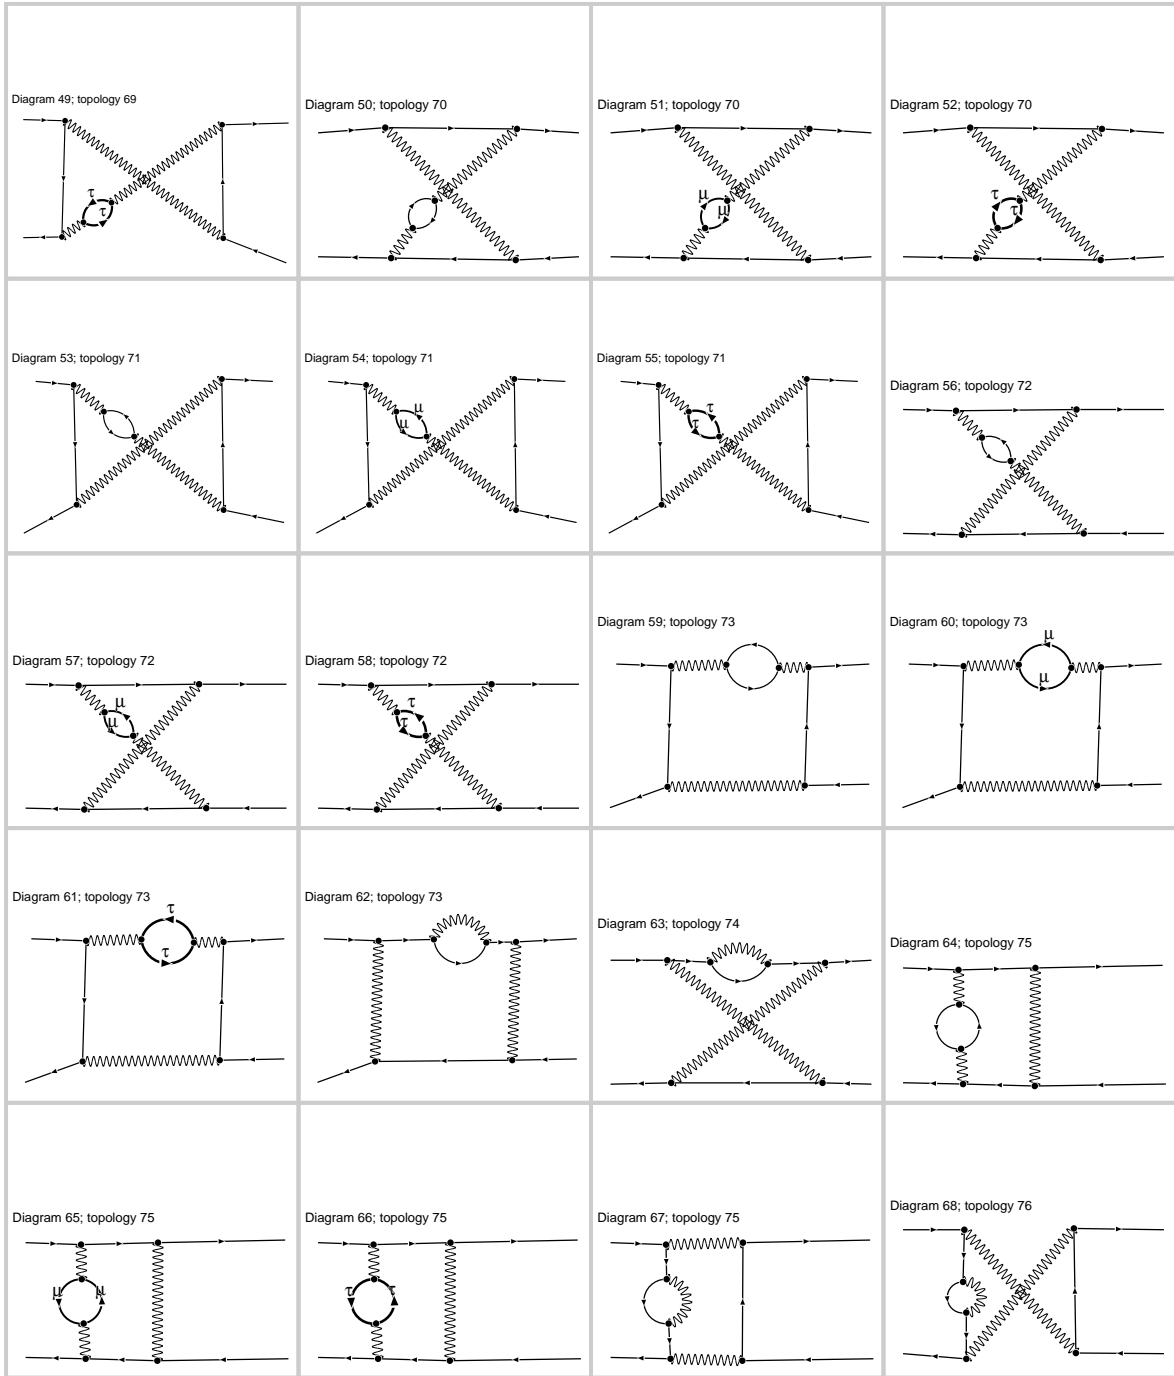 Diagram 49; topology 69
Diagram 50; topology 70
Diagram 51; topology 70
Diagram 52; topology 70
τ
τ
μ
μ
τ
τ
Diagram 53; topology 71
Diagram 54; topology 71
Diagram 55; topology 71
Diagram 56; topology 72
μ
μ
τ
τ
Diagram 57; topology 72
Diagram 58; topology 72
Diagram 59; topology 73
Diagram 60; topology 73
μ
μ
τ
τ
μ
μ
Diagram 61; topology 73
Diagram 62; topology 73
Diagram 63; topology 74
Diagram 64; topology 75
τ
τ
Diagram 65; topology 75
Diagram 66; topology 75
Diagram 67; topology 75
Diagram 68; topology 76
μ μ
τ τ